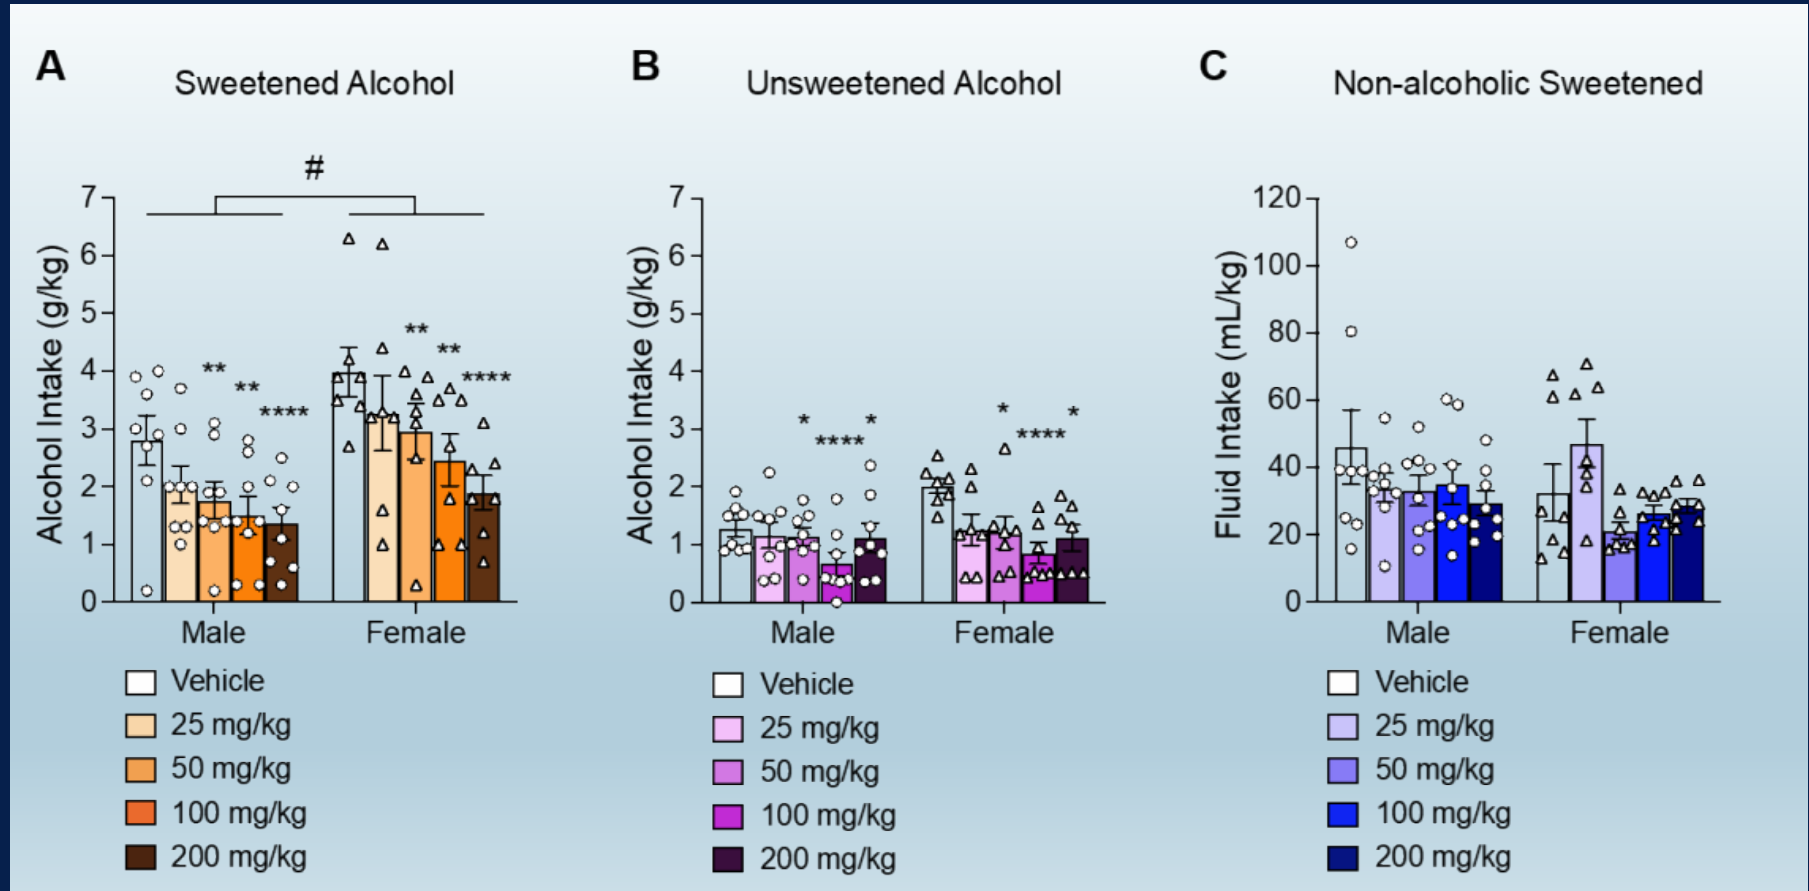 A
Sweetened Alcohol
#
Alcohol Intake (g/kg)
7
6
5
4
3
2
1
0
**
**
****
**
**
****
Male
Female
Vehicle
25 mg/kg
50 mg/kg
100 mg/kg
200 mg/kg
B
Unsweetened Alcohol
Alcohol Intake (g/kg)
7
6
5
4
3
2
1
0
*
****
*
*
****
*
Male
Female
Vehicle
25 mg/kg
50 mg/kg
100 mg/kg
200 mg/kg
C
Non-alcoholic Sweetened
Fluid Intake (mL/kg)
120
100
80
60
40
20
0
Male
Female
Vehicle
25 mg/kg
50 mg/kg
100 mg/kg
200 mg/kg